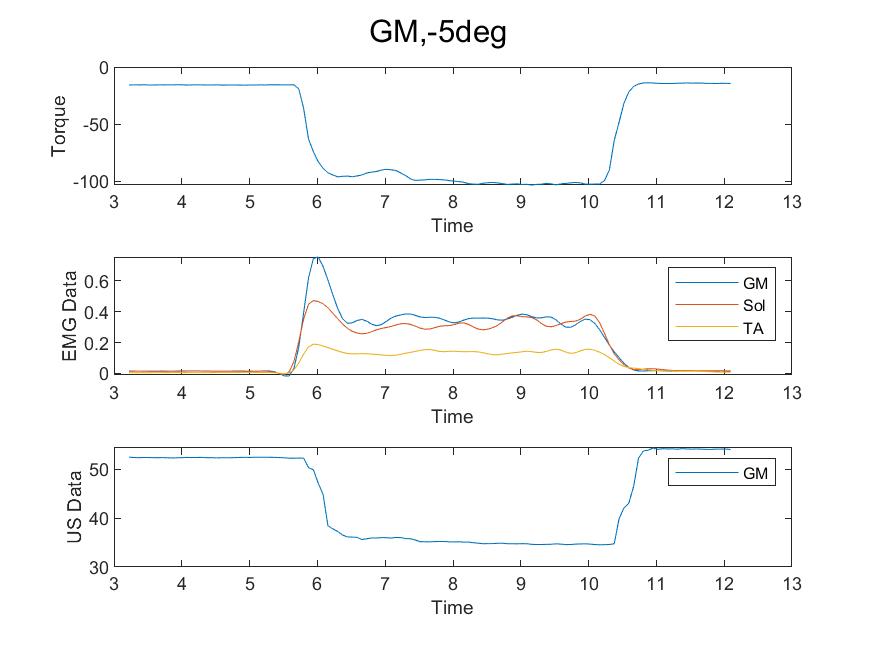 GM,-5deg
0
-50
-100
Torque
3 4 5 6 7 8 9 10 11 12 13
Time
0.6
0.4
0.2
0
EMG Data
GM
Sol
TA
3 4 5 6 7 8 9 10 11 12 13
Time
50
40
30
US Data
GM
3 4 5 6 7 8 9 10 11 12 13
Time